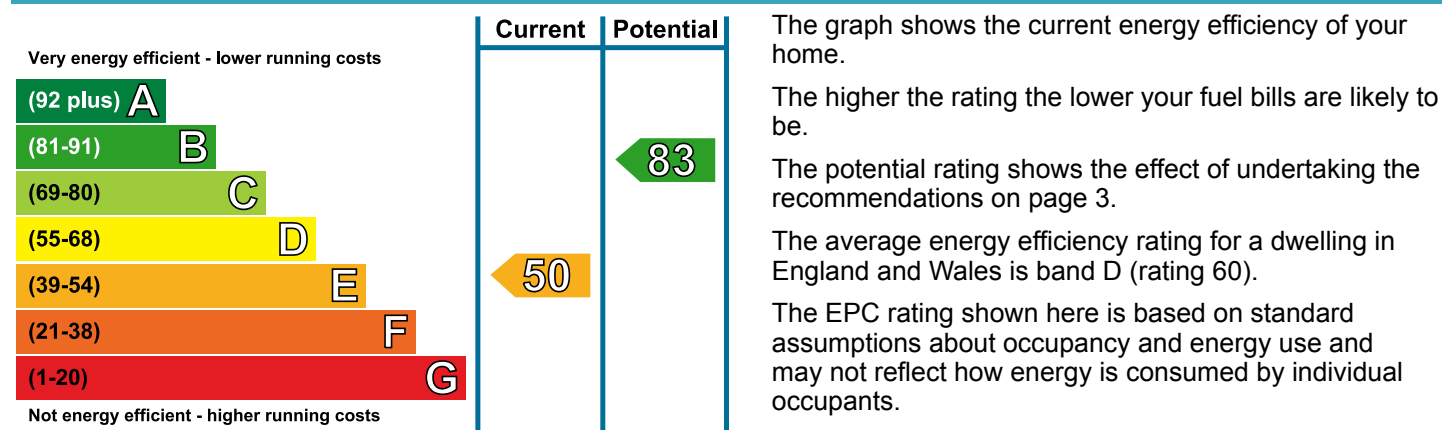 Current Potential
Very energy efficient - lower running costs
(92 plus) A
(81-91) B
83
(69-80) C
(55-68) D
(39-54) E
50
(21-38) F
(1-20) G
Not energy efficient - higher running costs
The graph shows the current energy efficiency of your
home.
The higher the rating the lower your fuel bills are likely to
be.
The potential rating shows the effect of undertaking the
recommendations on page 3.
The average energy efficiency rating for a dwelling in
England and Wales is band D (rating 60).
The EPC rating shown here is based on standard
assumptions about occupancy and energy use and
may not reflect how energy is consumed by individual
occupants.